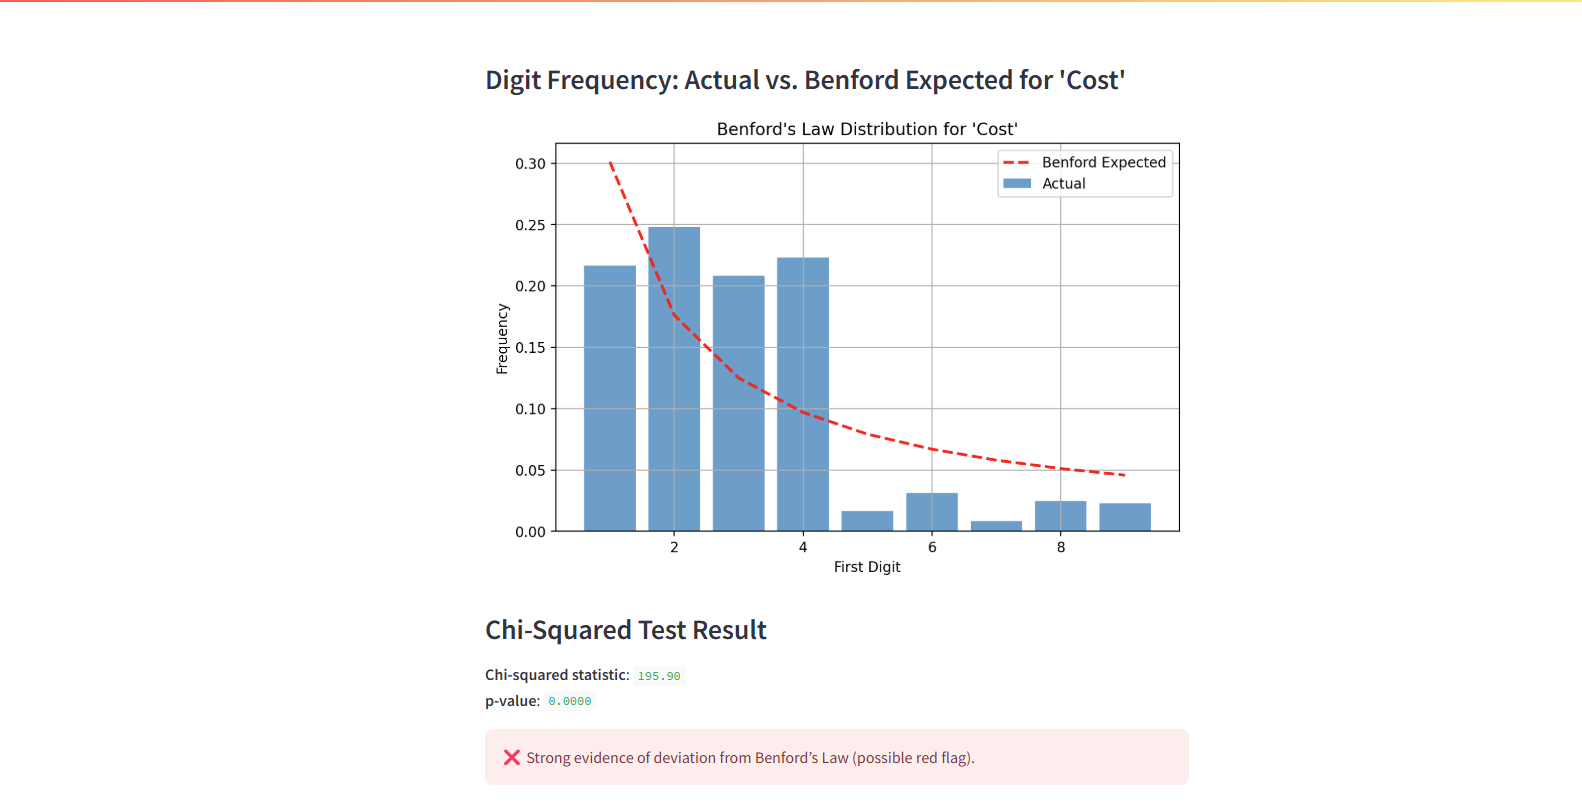 Digit Frequency: Actual vs. Benford Expected for 'Cost'
Benford's Law Distribution for 'Cost'
Benford Expected
Actual
0.30
0.25
0.20
0.15
0.10
0.05
0.00
Frequency
2 4 6 8
First Digit
Chi-Squared Test Result
Chi-squared statistic: 195.90
p-value: 0.0000
❌ Strong evidence of deviation from Benford’s Law (possible red flag).